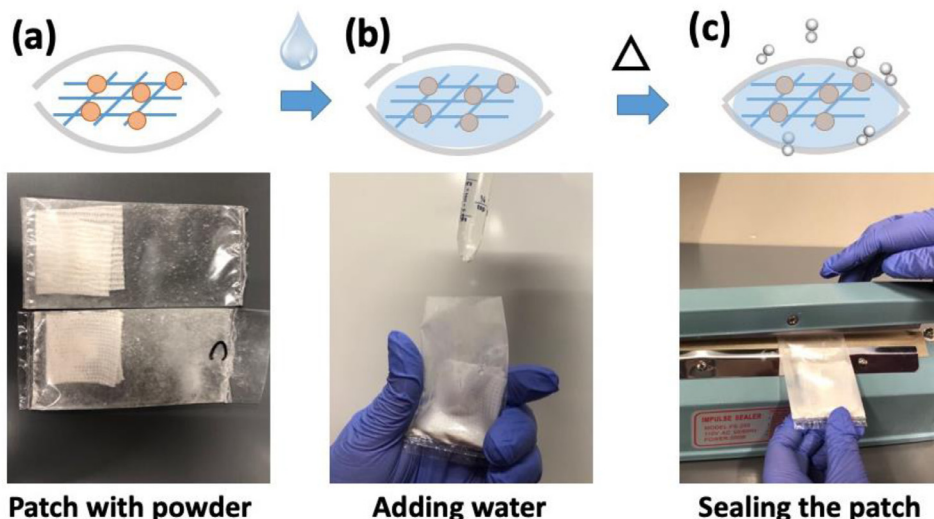 (a)
(b)
(c)
Δ
IMPULSE SEALER
Patch with powder
Adding water
Sealing the patch